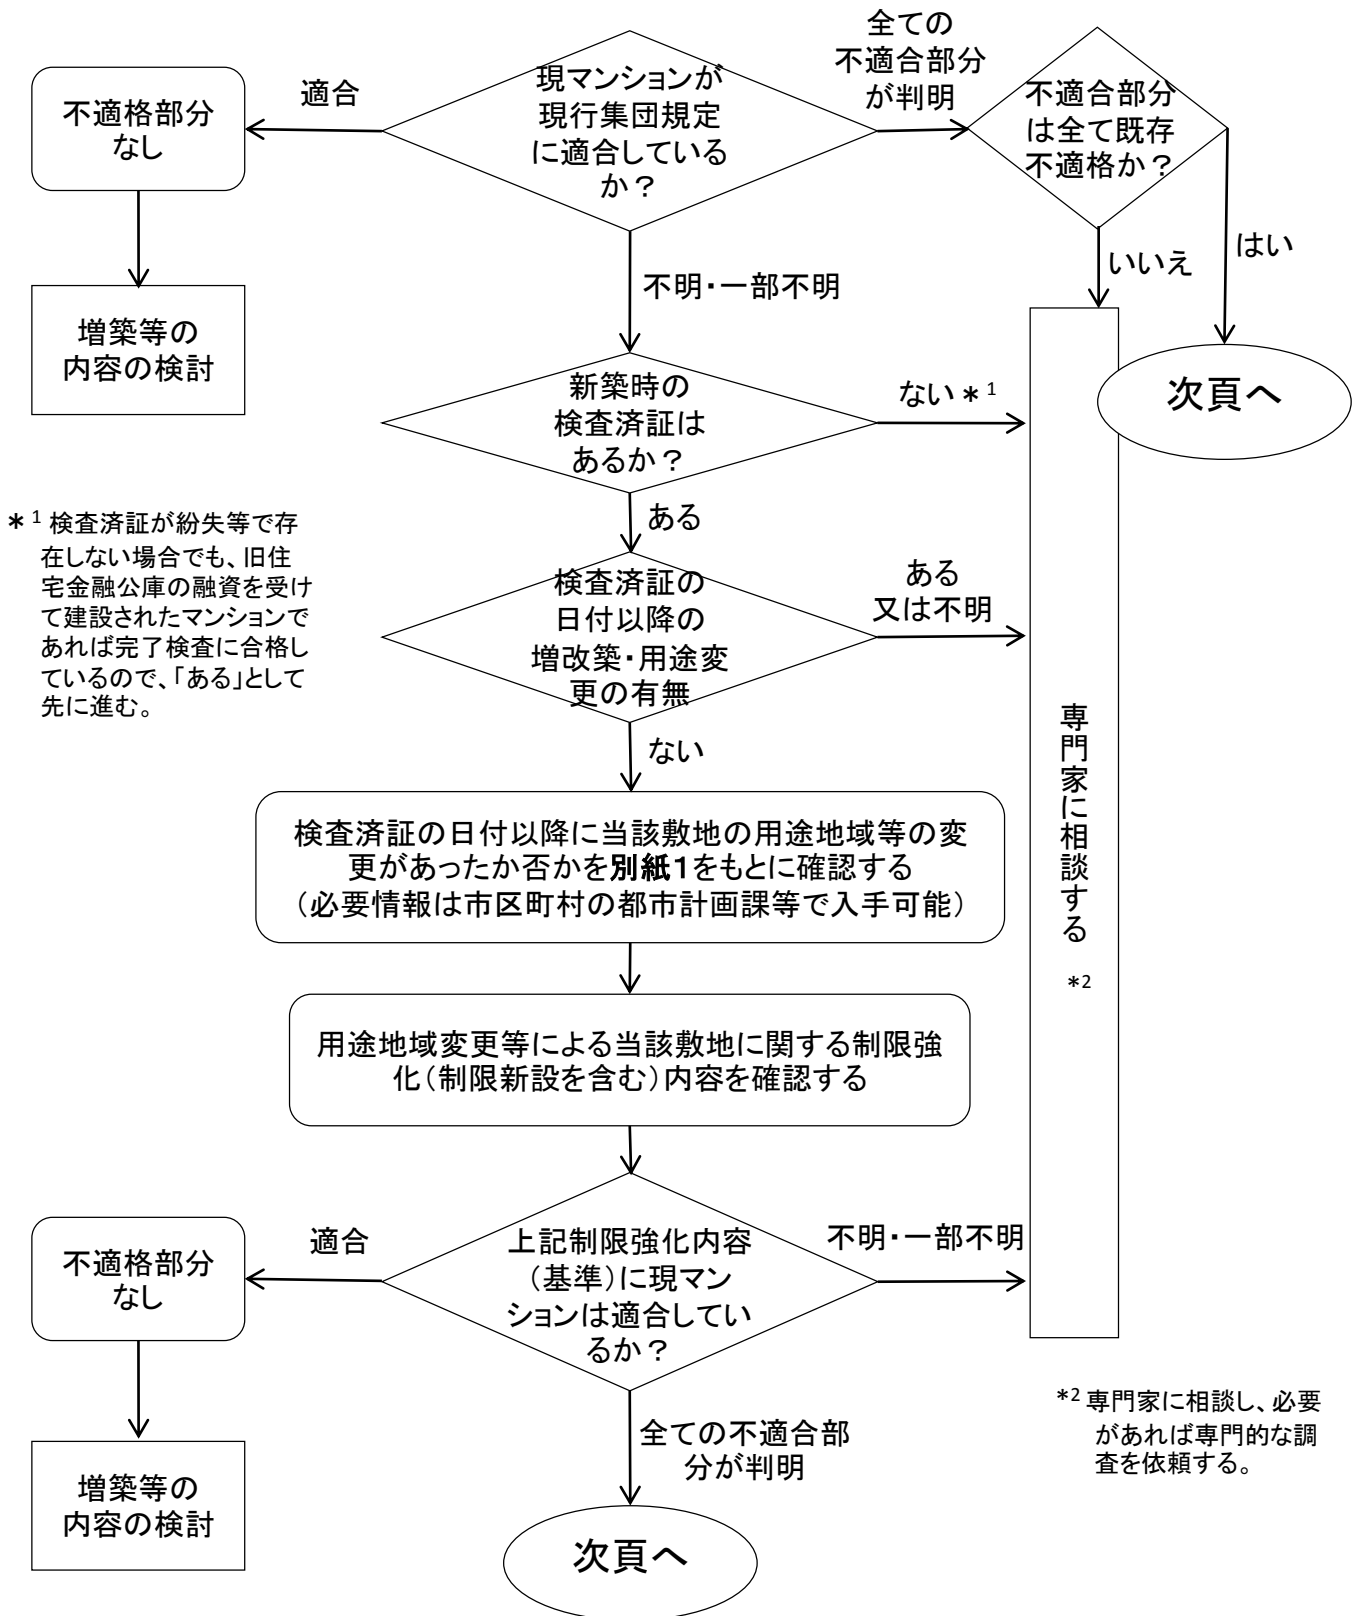 現マンションが
現行集団規定
に適合している
か？
適合
不適格部分
なし
増築等の
内容の検討
全ての
不適合部分
が判明
不適合部分
は全て既存
不適格か？
いいえ
はい
次頁へ
不明・一部不明
新築時の
検査済証は
あるか？
ない＊1
ある
＊1 検査済証が紛失等で存
在しない場合でも、旧住
宅金融公庫の融資を受け
て建設されたマンションで
あれば完了検査に合格し
ているので、「ある」として
先に進む。
検査済証の
日付以降の
増改築・用途変
更の有無
ある
又は不明
ない
専門家に相談する
*2
検査済証の日付以降に当該敷地の用途地域等の変
更があったか否かを別紙1をもとに確認する
（必要情報は市区町村の都市計画課等で入手可能）
用途地域変更等による当該敷地に関する制限強
化（制限新設を含む）内容を確認する
上記制限強化内容
（基準）に現マン
ションは適合してい
るか？
適合
不適格部分
なし
増築等の
内容の検討
不明・一部不明
全ての不適合部
分が判明
次頁へ
*2 専門家に相談し、必要
があれば専門的な調
査を依頼する。